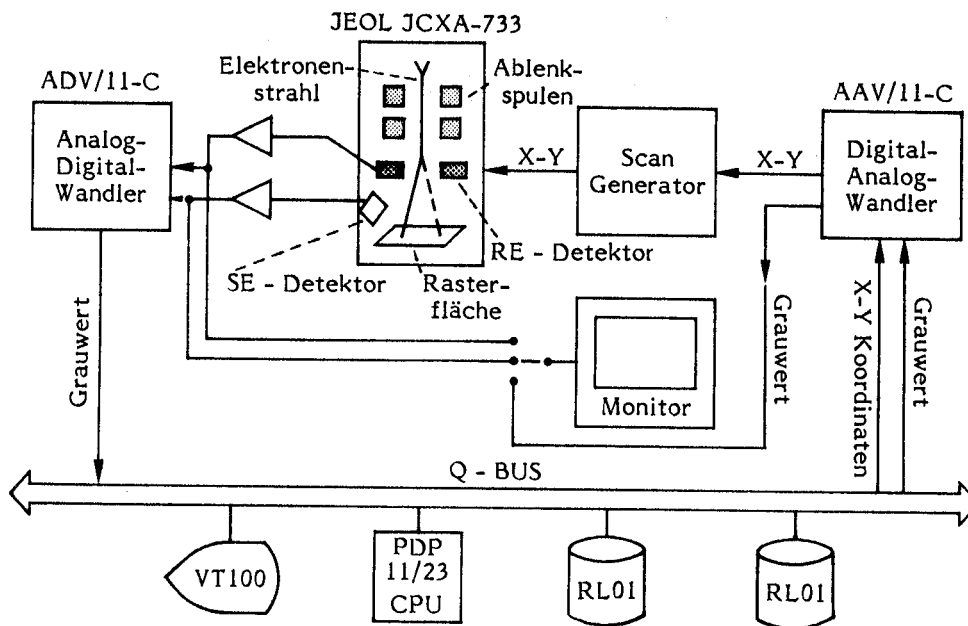 JEOL JCXA-733
ADV/11-C
Elektronen-
strahl
Ablenk-
spulen
AAV/11-C
Analog-
Digital-
Wandler
X-Y
Scan
Generator
X-Y
Digital-
Analog-
Wandler
SE - Detektor
RE - Detektor
Raster-
fläche
Grauwert
Monitor
Grauwert
X-Y Koordinaten
Grauwert
Q - BUS
VT100
PDP
11/23
CPU
RL01
RL01